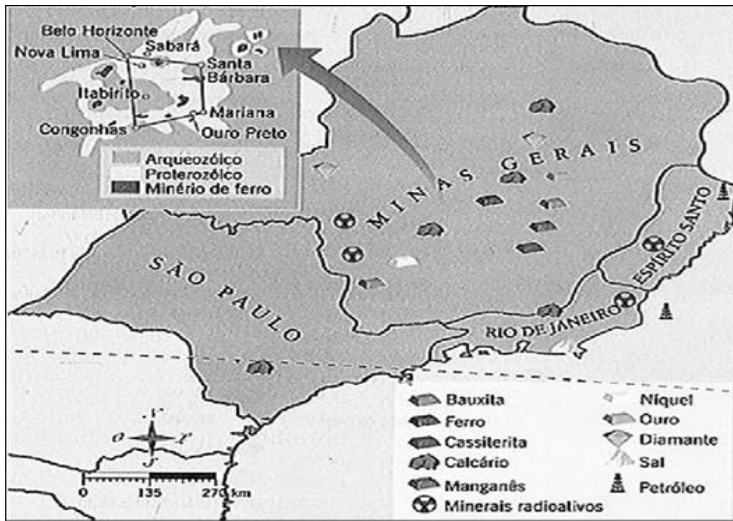 Belo Horizonte
Sabará
Nova Lima
Santa
Bárbara
Itabirito
Mariana
Congonhas
Ouro Preto
Arqueozóico
Proterozóico
Minério de ferro
MINAS GERAIS
ESPÍRITO SANTO
SÃO PAULO
RIO DE JANEIRO
N
O E
S
0 135 270 km
Bauxita
Ferro
Cassiterita
Calcário
Manganês
Minerais radioativos
Níquel
Ouro
Diamante
Sal
Petróleo